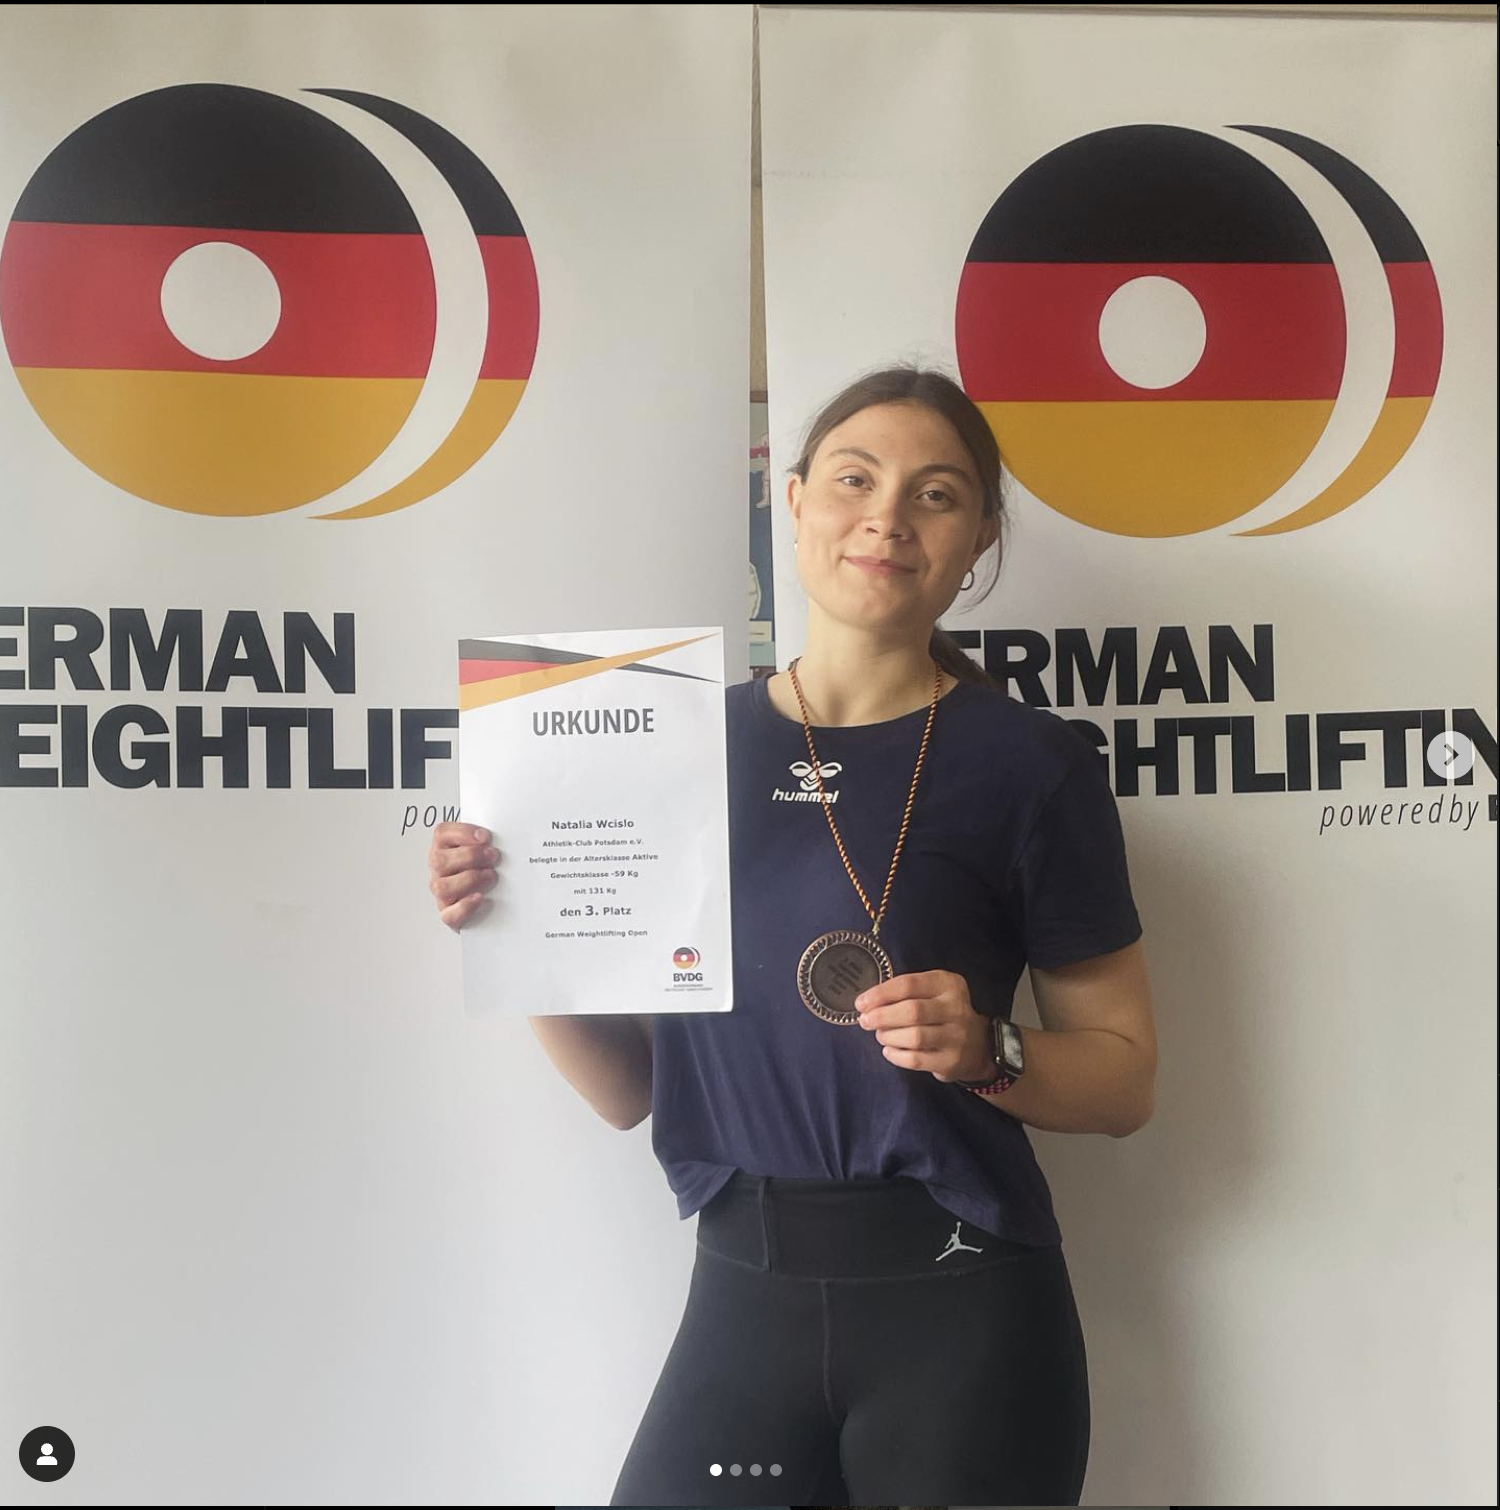 ERMAN
EIGHTLIF
pow
ERMAN
GHTLIFTIN
powered by
URKUNDE
Natalia Wcislo
Athletik-Club Potsdam e.V.
belegte in der Altersklasse Aktive
Gewichtsklasse -59 Kg
mit 131 Kg
den 3. Platz
German Weightlifting Open
BVDG
hummel